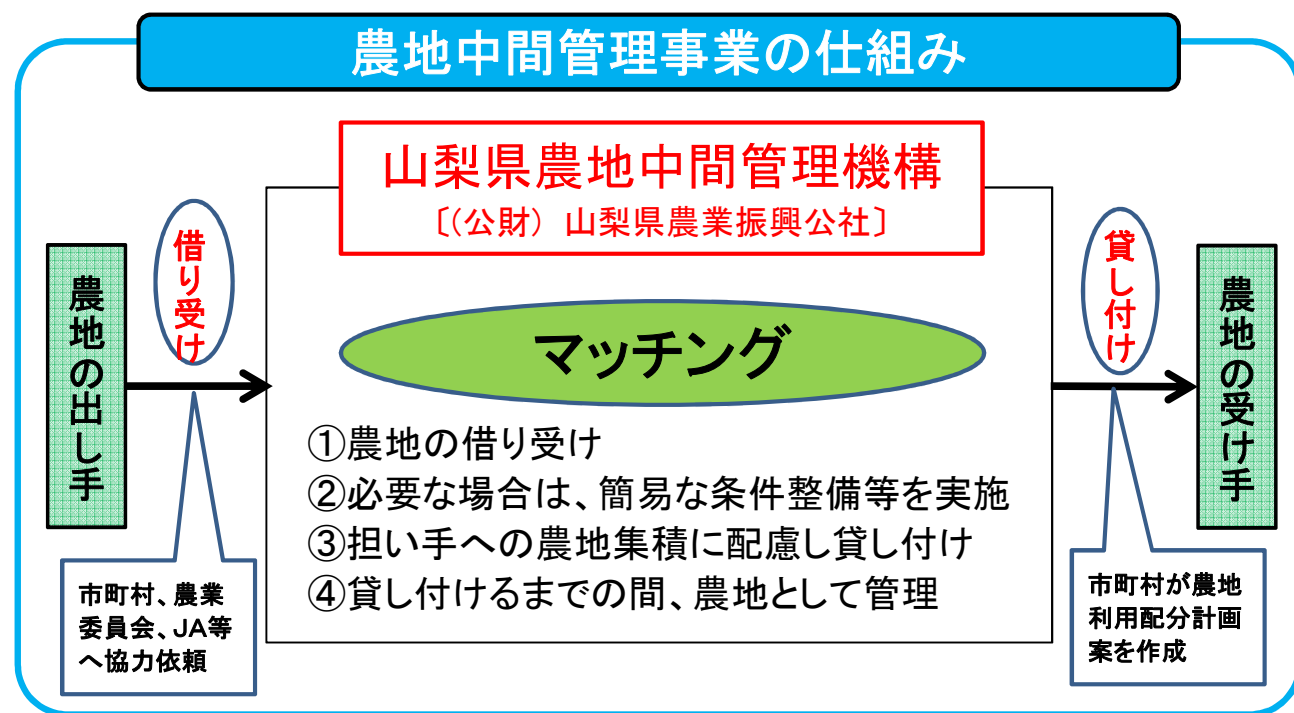 農地中間管理事業の仕組み
山梨県農地中間管理機構
〔(公財) 山梨県農業振興公社〕
農地の出し手
借り受け
マッチング
①農地の借り受け
②必要な場合は、簡易な条件整備等を実施
③担い手への農地集積に配慮し貸し付け
④貸し付けるまでの間、農地として管理
貸し付け
農地の受け手
市町村、農業
委員会、JA等
へ協力依頼
市町村が農地
利用配分計画
案を作成